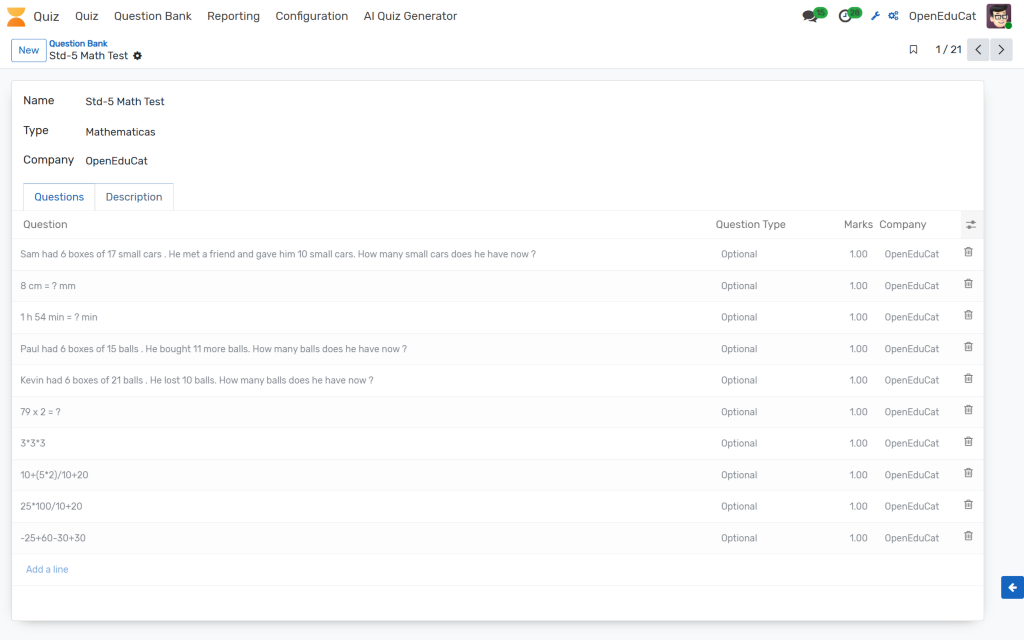 Quiz Quiz Question Bank Reporting Configuration AI Quiz Generator 15 26 OpenEduCat
New Question Bank
Std-5 Math Test 1 / 21
Name Std-5 Math Test
Type Mathematicas
Company OpenEduCat
Questions Description
Question Question Type Marks Company
Sam had 6 boxes of 17 small cars . He met a friend and gave him 10 small cars. How many small cars does he have now ? Optional 1.00 OpenEduCat
8 cm = ? mm Optional 1.00 OpenEduCat
1 h 54 min = ? min Optional 1.00 OpenEduCat
Paul had 6 boxes of 15 balls . He bought 11 more balls. How many balls does he have now ? Optional 1.00 OpenEduCat
Kevin had 6 boxes of 21 balls . He lost 10 balls. How many balls does he have now ? Optional 1.00 OpenEduCat
79 x 2 = ? Optional 1.00 OpenEduCat
3*3*3 Optional 1.00 OpenEduCat
10+(5*2)/10+20 Optional 1.00 OpenEduCat
25*100/10+20 Optional 1.00 OpenEduCat
-25+60-30+30 Optional 1.00 OpenEduCat
Add a line